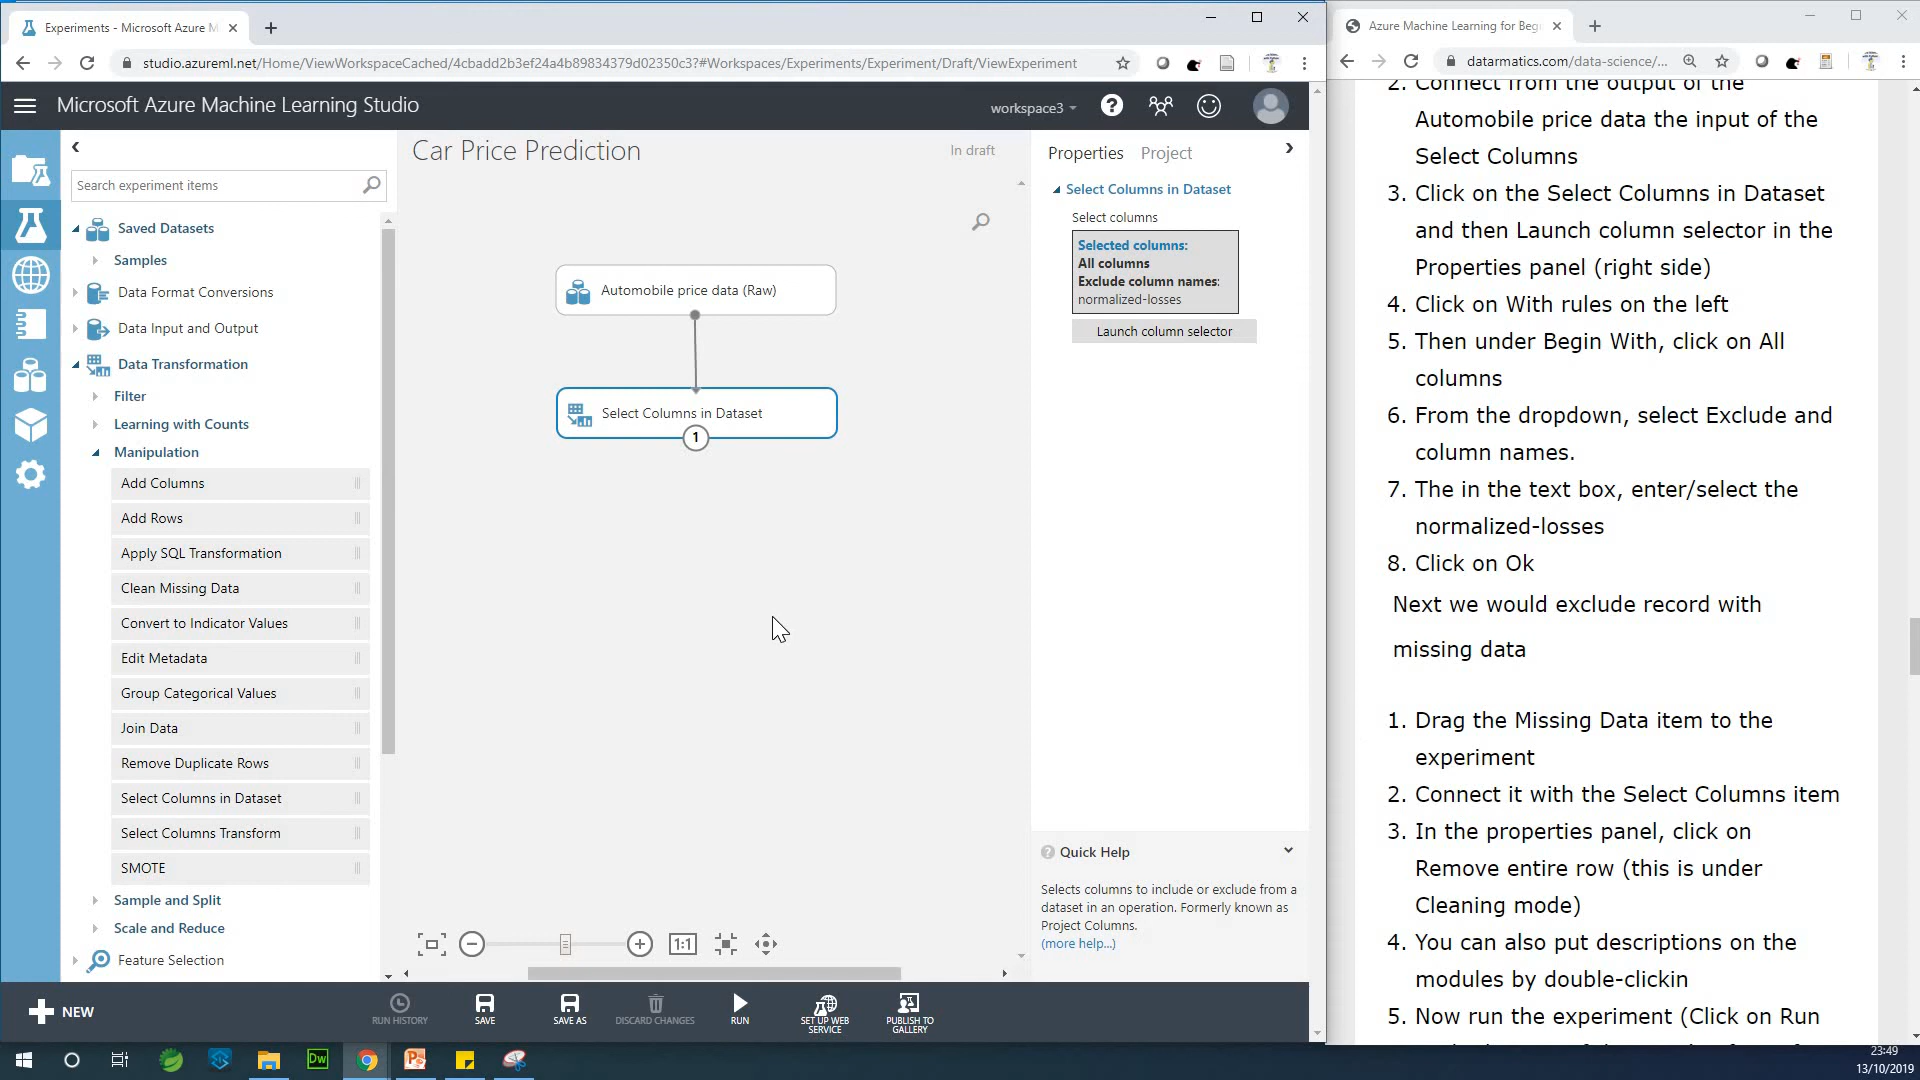 Experiments - Microsoft Azure M
studio.azureml.net/Home/ViewWorkspaceCached/4cbadd2b3ef24a4b89834379d02350c3?#Workspaces/Experiments/Experiment/Draft/ViewExperiment
Microsoft Azure Machine Learning Studio
workspace3
Search experiment items
Saved Datasets
Samples
Data Format Conversions
Data Input and Output
Data Transformation
Filter
Learning with Counts
Manipulation
Add Columns
Add Rows
Apply SQL Transformation
Clean Missing Data
Convert to Indicator Values
Edit Metadata
Group Categorical Values
Join Data
Remove Duplicate Rows
Select Columns in Dataset
Select Columns Transform
SMOTE
Sample and Split
Scale and Reduce
Feature Selection
Car Price Prediction
In draft
Automobile price data (Raw)
Select Columns in Dataset
1
1:1
Properties Project
Select Columns in Dataset
Select columns
Selected columns:
All columns
Exclude column names:
normalized-losses
Launch column selector
Quick Help
Selects columns to include or exclude from a
dataset in an operation. Formerly known as
Project Columns.
(more help...)
NEW
RUN HISTORY
SAVE
SAVE AS
DISCARD CHANGES
RUN
SET UP WEB
SERVICE
PUBLISH TO
GALLERY
Azure Machine Learning for Beg
datarmatics.com/data-science/...
2. Connect from the output of the
Automobile price data the input of the
Select Columns
3. Click on the Select Columns in Dataset
and then Launch column selector in the
Properties panel (right side)
4. Click on With rules on the left
5. Then under Begin With, click on All
columns
6. From the dropdown, select Exclude and
column names.
7. The in the text box, enter/select the
normalized-losses
8. Click on Ok
Next we would exclude record with
missing data
1. Drag the Missing Data item to the
experiment
2. Connect it with the Select Columns item
3. In the properties panel, click on
Remove entire row (this is under
Cleaning mode)
4. You can also put descriptions on the
modules by double-clickin
5. Now run the experiment (Click on Run
Dw
23:49
13/10/2019